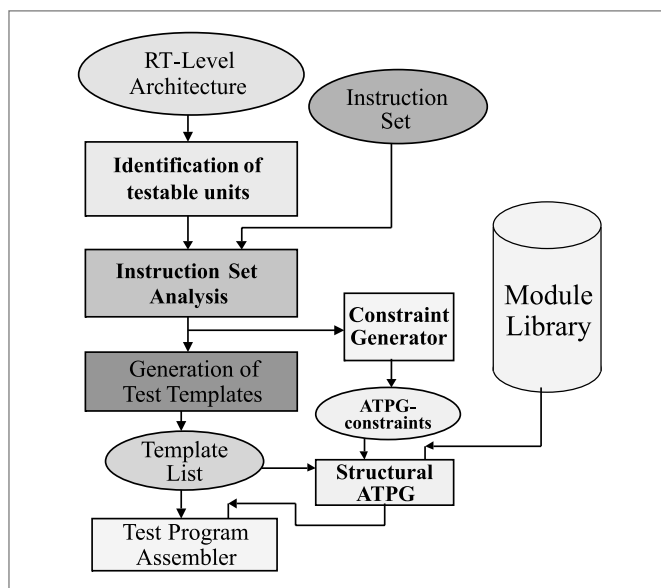 RT-Level
Architecture
Instruction
Set
Identification of
testable units
Instruction Set
Analysis
Module
Library
Constraint
Generator
Generation of
Test Templates
ATPG-
constraints
Template
List
Structural
ATPG
Test Program
Assembler